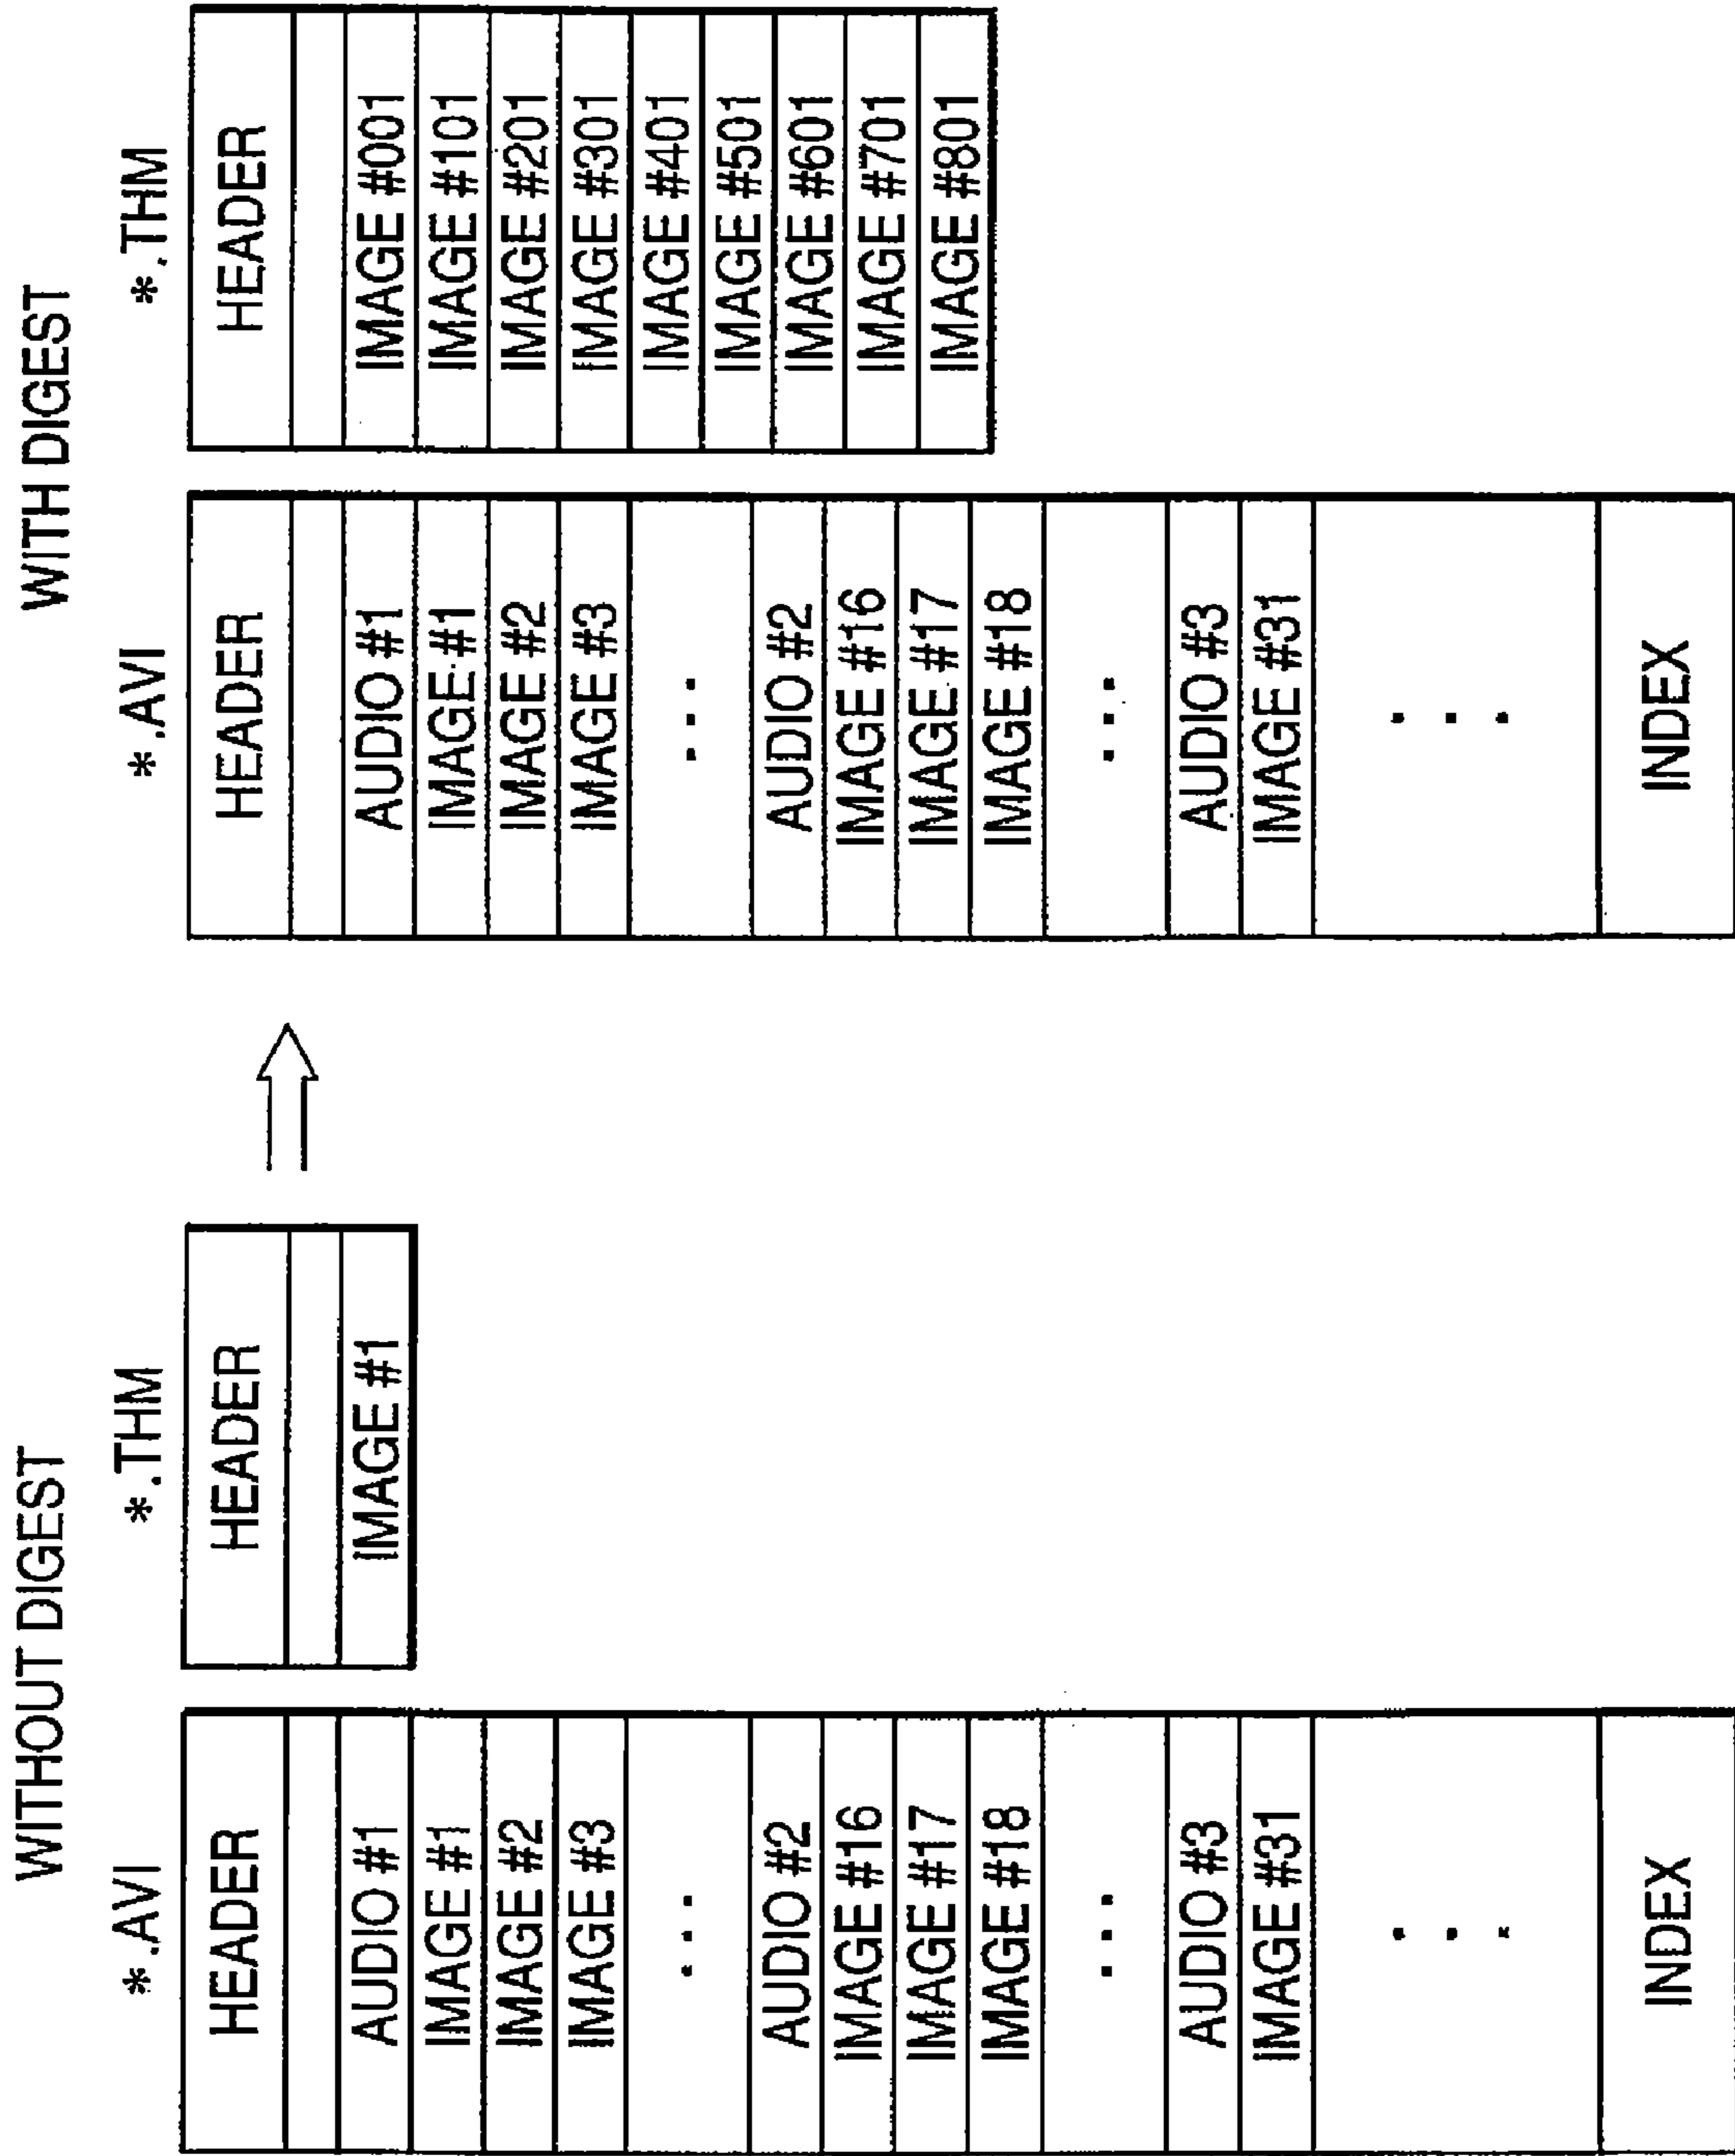 WITHOUT DIGEST
*.AVI
HEADER
AUDIO #1
IMAGE #1
IMAGE #2
IMAGE #3
...
AUDIO #2
IMAGE #16
IMAGE #17
IMAGE #18
...
AUDIO #3
IMAGE #31
...
INDEX
*.THM
HEADER
IMAGE #1
WITH DIGEST
*.AVI
HEADER
AUDIO #1
IMAGE #1
IMAGE #2
IMAGE #3
...
AUDIO #2
IMAGE #16
IMAGE #17
IMAGE #18
...
AUDIO #3
IMAGE #31
...
INDEX
*.THM
HEADER
IMAGE #001
IMAGE #101
IMAGE #201
IMAGE #301
IMAGE #401
IMAGE #501
IMAGE #601
IMAGE #701
IMAGE #801